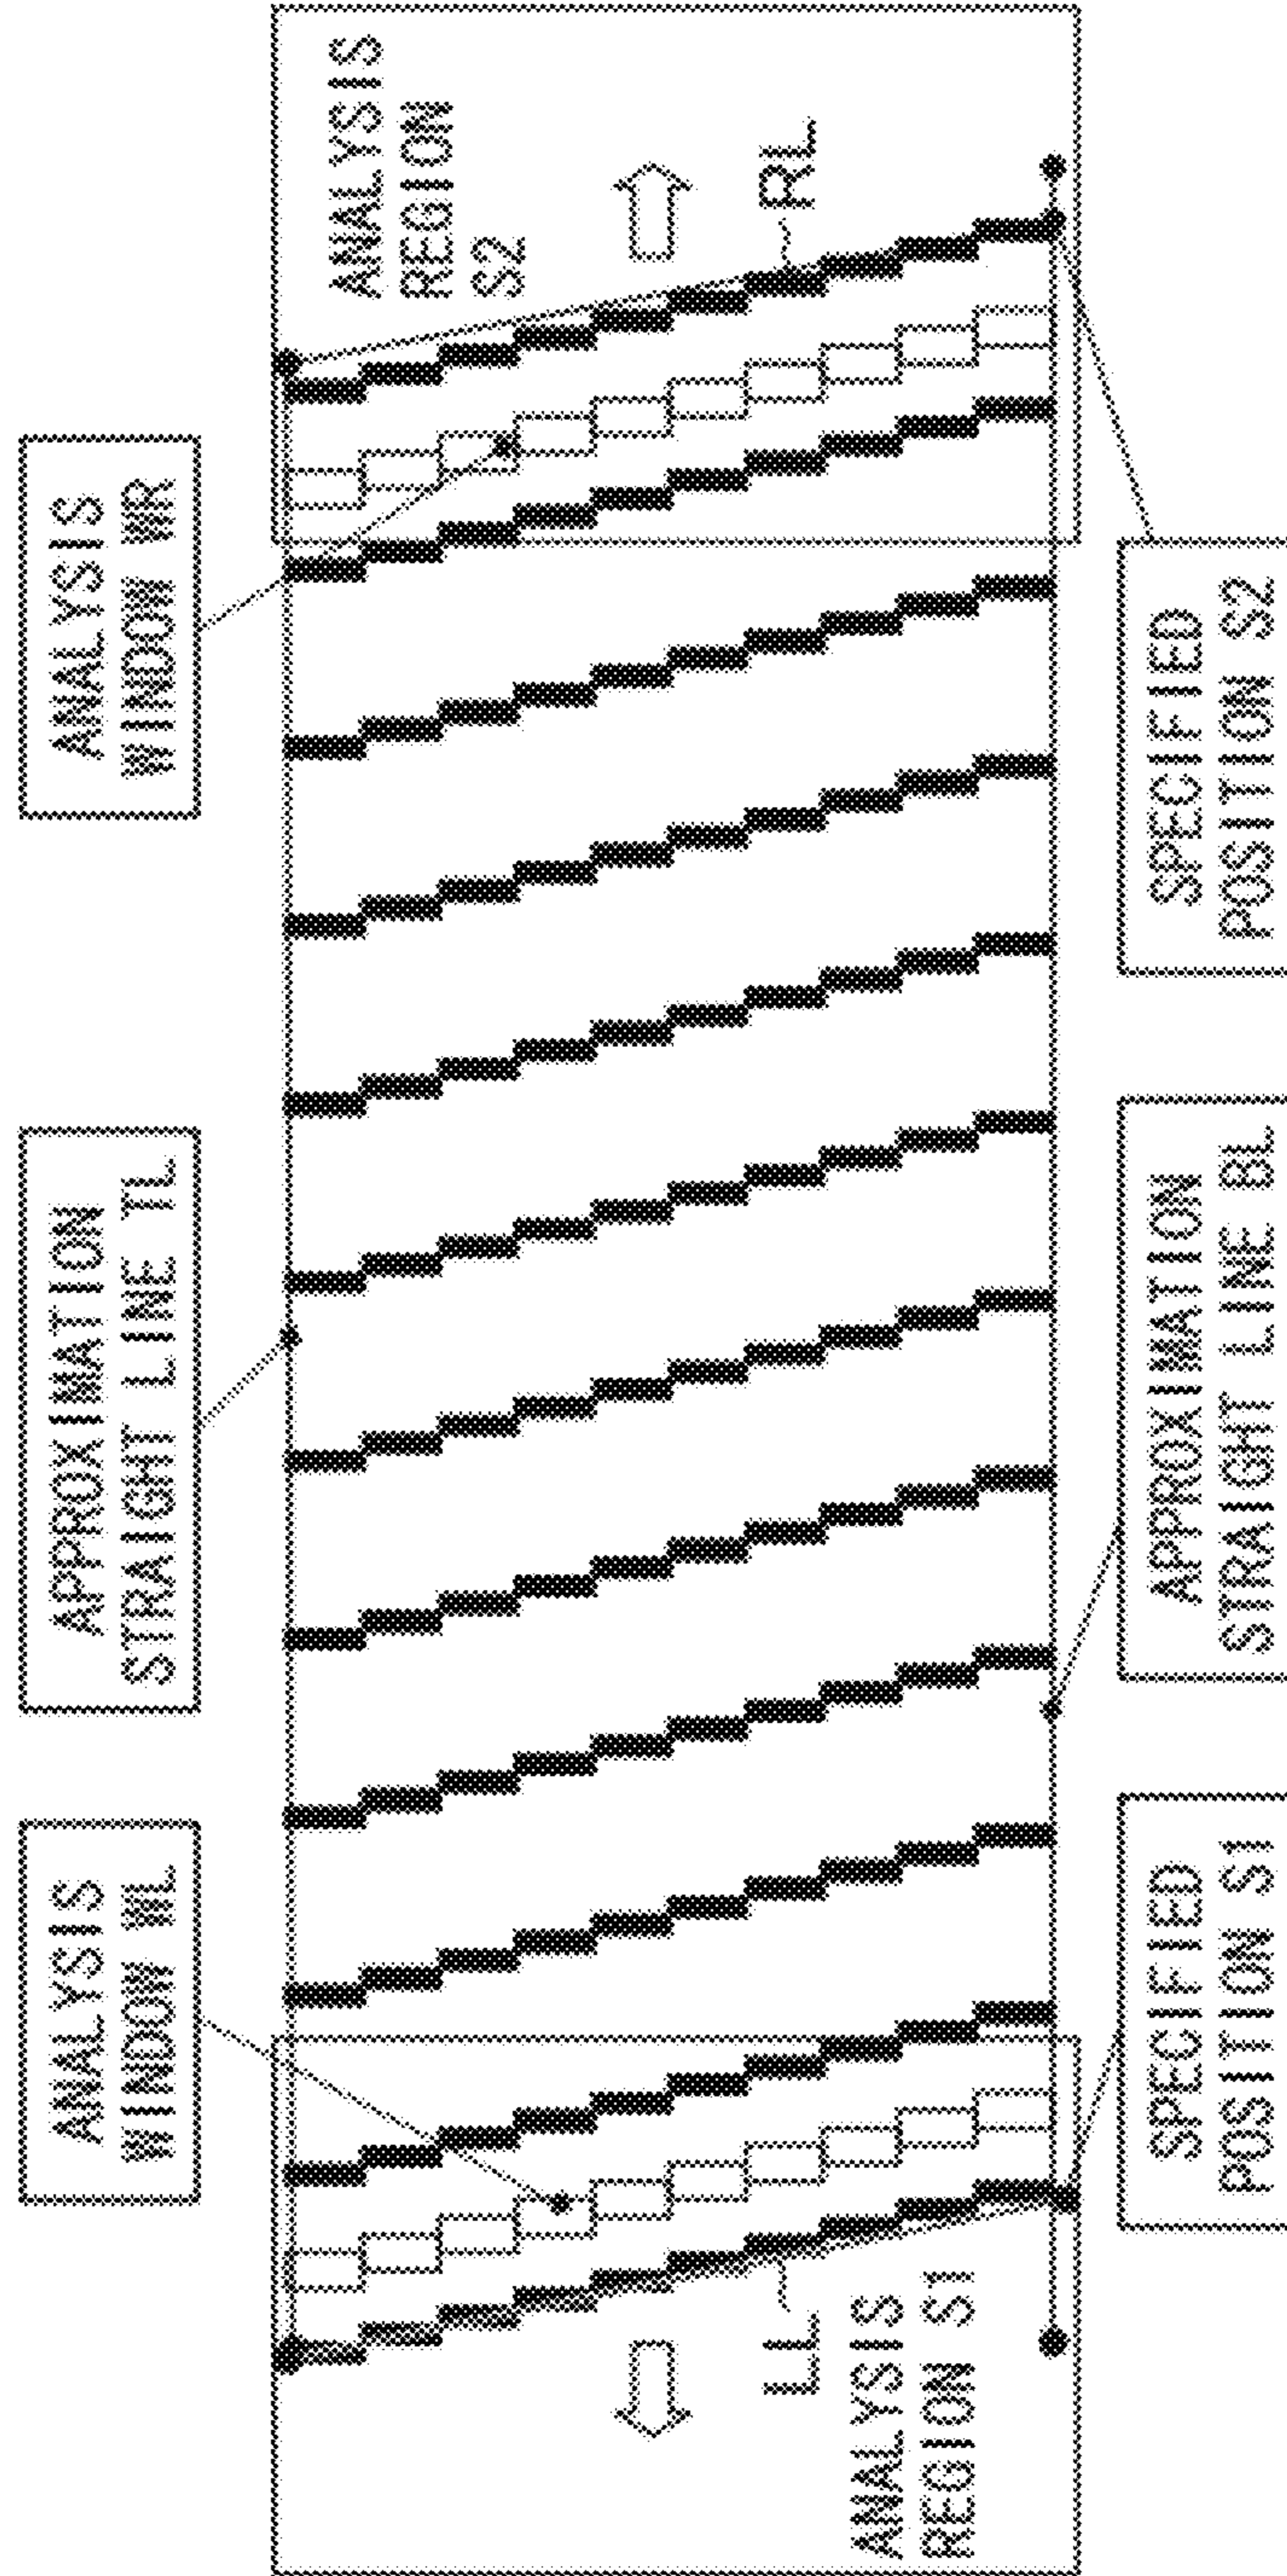 ANALYSIS
WINDOW WL
APPROXIMATION
STRAIGHT LINE TL
ANALYSIS
WINDOW WR
ANALYSIS
REGION
S2
RL
LL
ANALYSIS
REGION S1
SPECIFIED
POSITION S1
APPROXIMATION
STRAIGHT LINE BL
SPECIFIED
POSITION S2